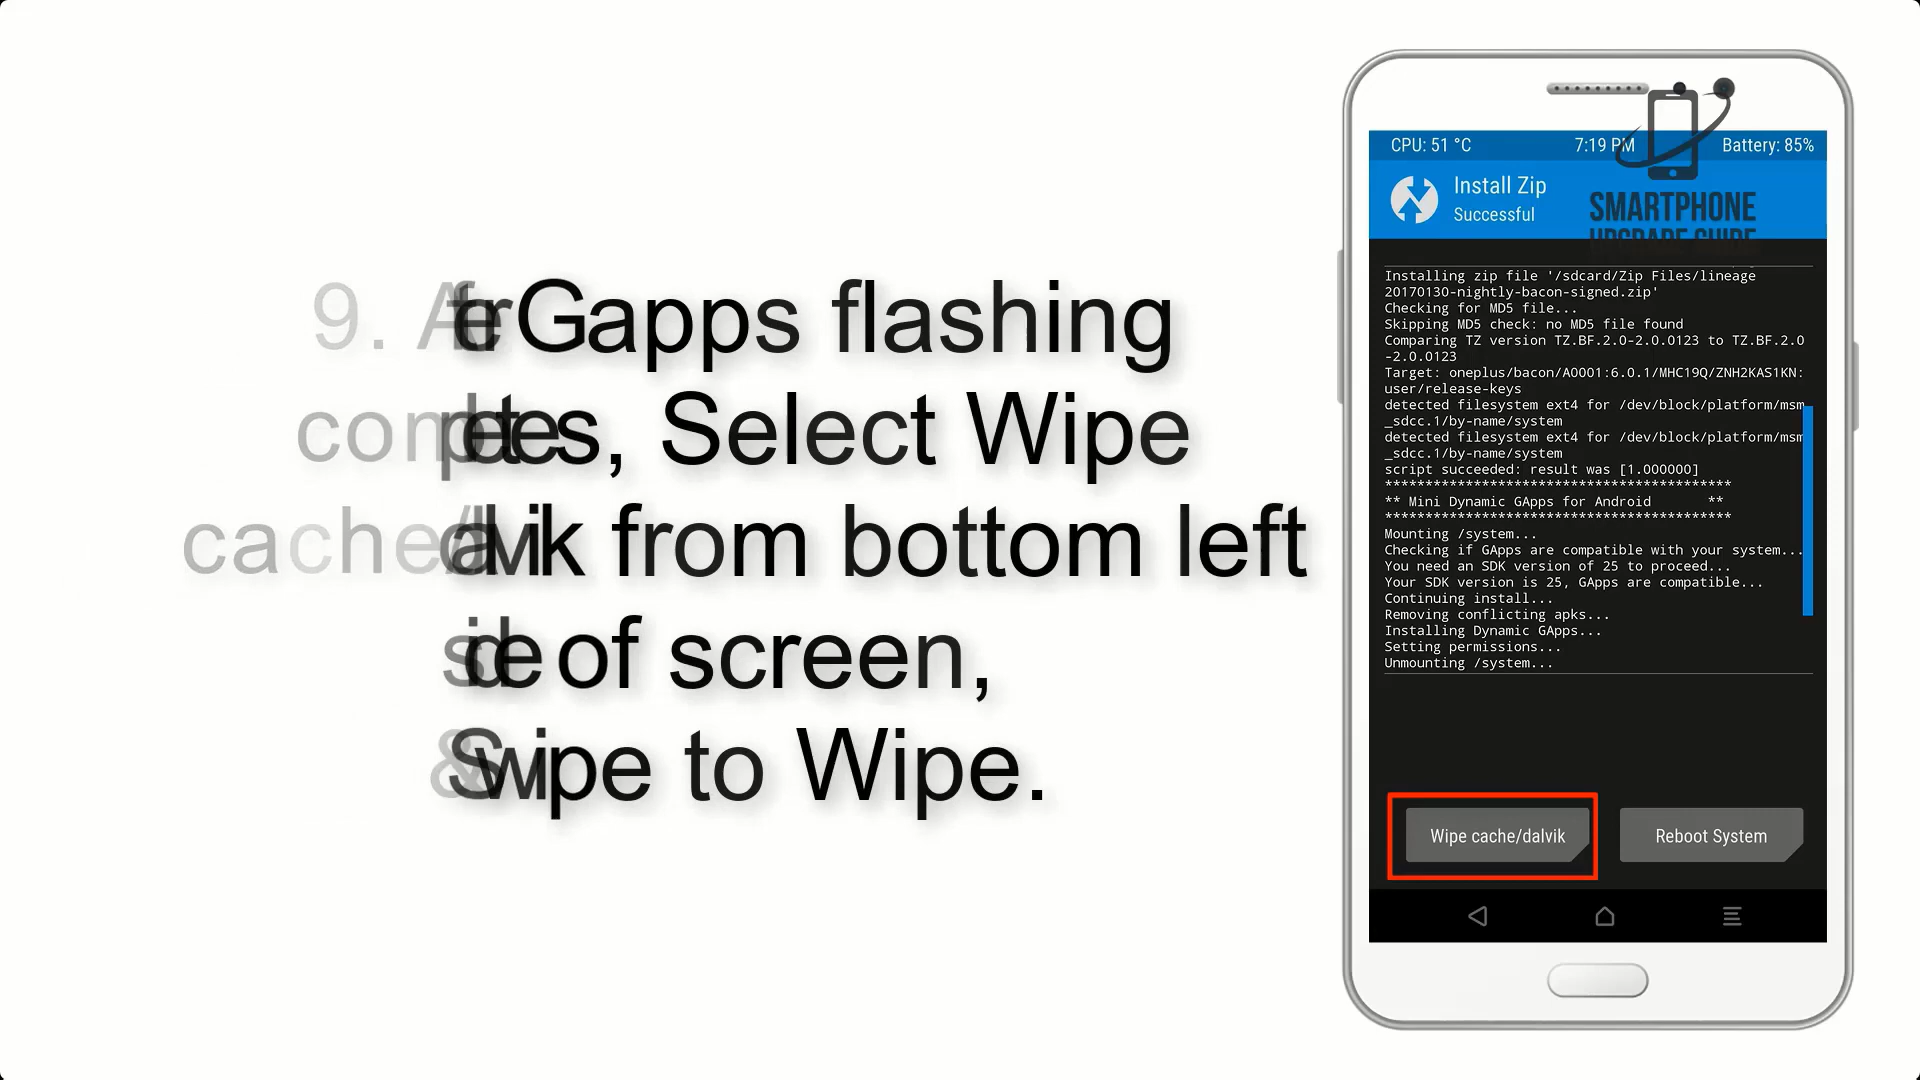 9. After Gapps flashing
completes, Select Wipe
cache/dalvik from bottom left
side of screen,
& Swipe to Wipe.
CPU: 51 °C 7:19 PM Battery: 85%
Install Zip
Successful
SMARTPHONE
UPGRADE GUIDE
Installing zip file '/sdcard/Zip Files/lineage
20170130-nightly-bacon-signed.zip'
Checking for MD5 file...
Skipping MD5 check: no MD5 file found
Comparing TZ version TZ.BF.2.0-2.0.0123 to TZ.BF.2.0
-2.0.0123
Target: oneplus/bacon/A0001:6.0.1/MHC19Q/ZNH2KAS1KN:
user/release-keys
detected filesystem ext4 for /dev/block/platform/msm
_sdcc.1/by-name/system
detected filesystem ext4 for /dev/block/platform/msm
_sdcc.1/by-name/system
script succeeded: result was [1.000000]
******************************************
** Mini Dynamic GApps for Android **
******************************************
Mounting /system...
Checking if GApps are compatible with your system...
You need an SDK version of 25 to proceed...
Your SDK version is 25, GApps are compatible...
Continuing install...
Removing conflicting apks...
Installing Dynamic GApps...
Setting permissions...
Unmounting /system...
Wipe cache/dalvik Reboot System